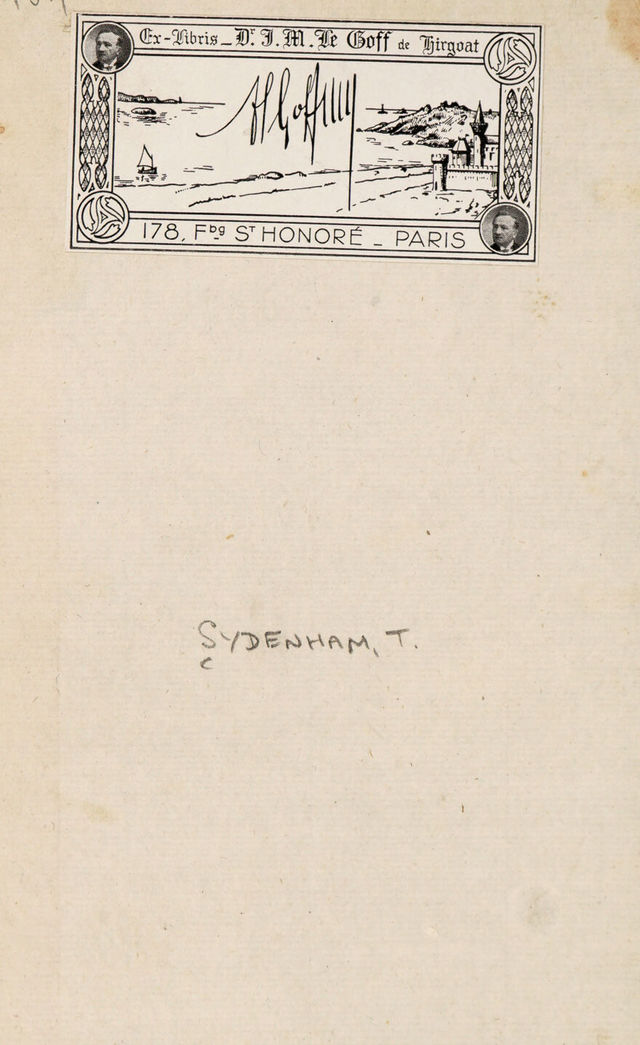 Ex-Libris _ Dr. J. M. Le Goff de Hirgoat
178, Fbg ST HONORÉ _ PARIS
SYDENHAM, T.
c